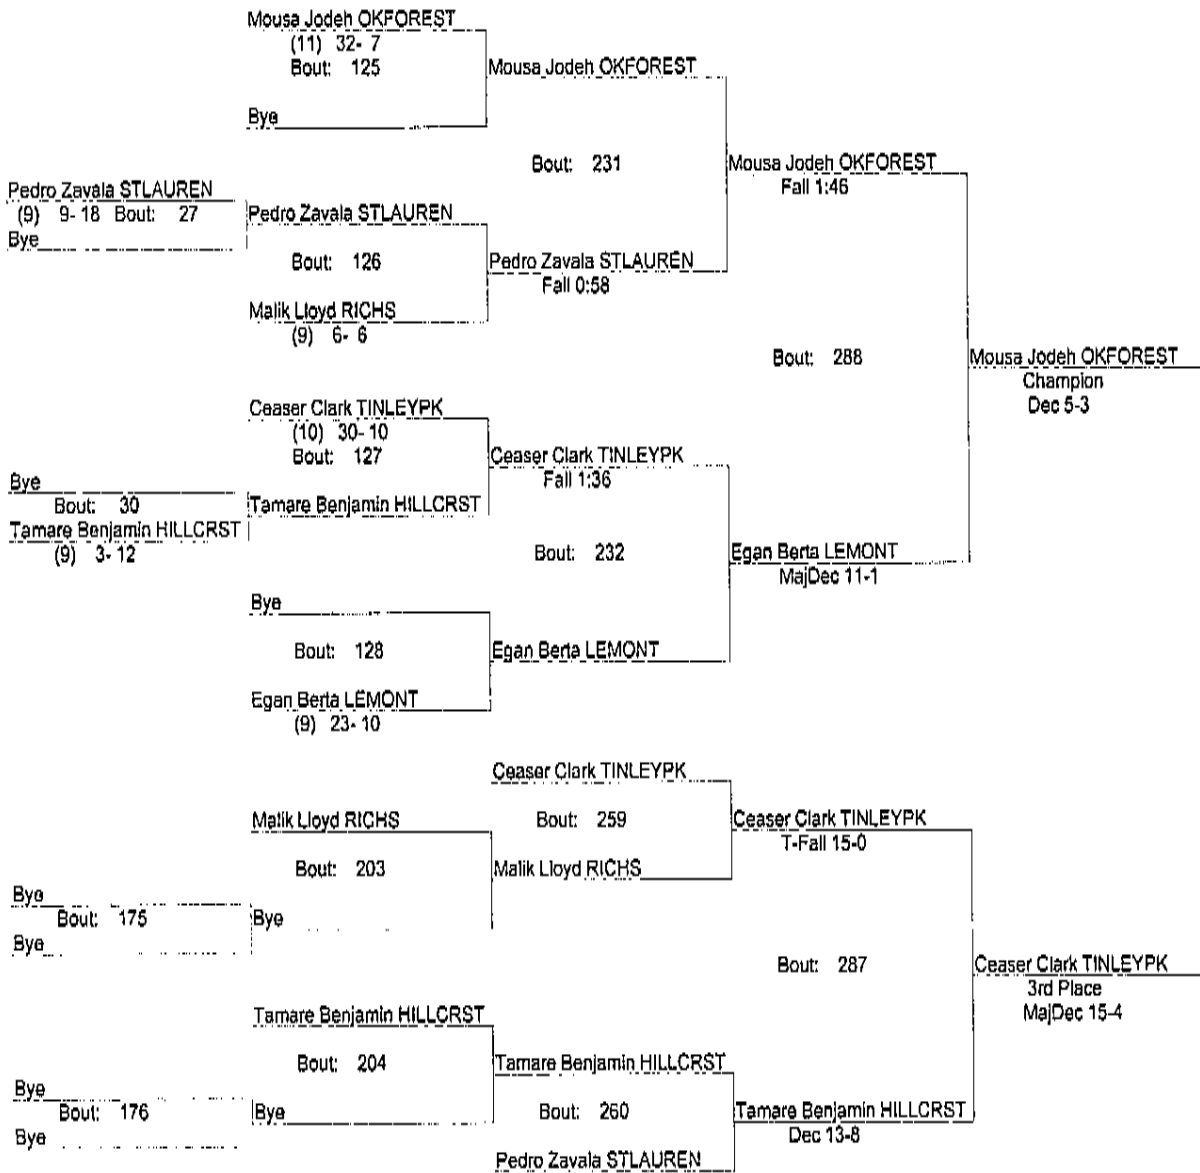 Mousa Jodeh OKFOREST
(11) 32- 7
Bout: 125
Mousa Jodeh OKFOREST
Bye
Bout: 231
Mousa Jodeh OKFOREST
Fall 1:46
Pedro Zavala STLAUREN
(9) 9- 18 Bout: 27
Bye
Pedro Zavala STLAUREN
Bout: 126
Pedro Zavala STLAUREN
Fall 0:58
Malik Lloyd RICHS
(9) 6- 6
Bout: 288
Mousa Jodeh OKFOREST
Champion
Dec 5-3
Ceaser Clark TINLEYPK
(10) 30- 10
Bout: 127
Ceaser Clark TINLEYPK
Fall 1:36
Bye
Bout: 30
Tamare Benjamin HILLCRST
(9) 3- 12
Tamare Benjamin HILLCRST
Bout: 232
Egan Berta LEMONT
MajDec 11-1
Bye
Bout: 128
Egan Berta LEMONT
Egan Berta LEMONT
(9) 23- 10
Ceaser Clark TINLEYPK
Malik Lloyd RICHS
Bout: 259
Ceaser Clark TINLEYPK
T-Fall 15-0
Bout: 203
Malik Lloyd RICHS
Bye
Bout: 175
Bye
Bye
Bout: 287
Ceaser Clark TINLEYPK
3rd Place
MajDec 15-4
Tamare Benjamin HILLCRST
Bout: 204
Tamare Benjamin HILLCRST
Bye
Bout: 176
Bye
Bye
Bout: 260
Tamare Benjamin HILLCRST
Dec 13-8
Pedro Zavala STLAUREN